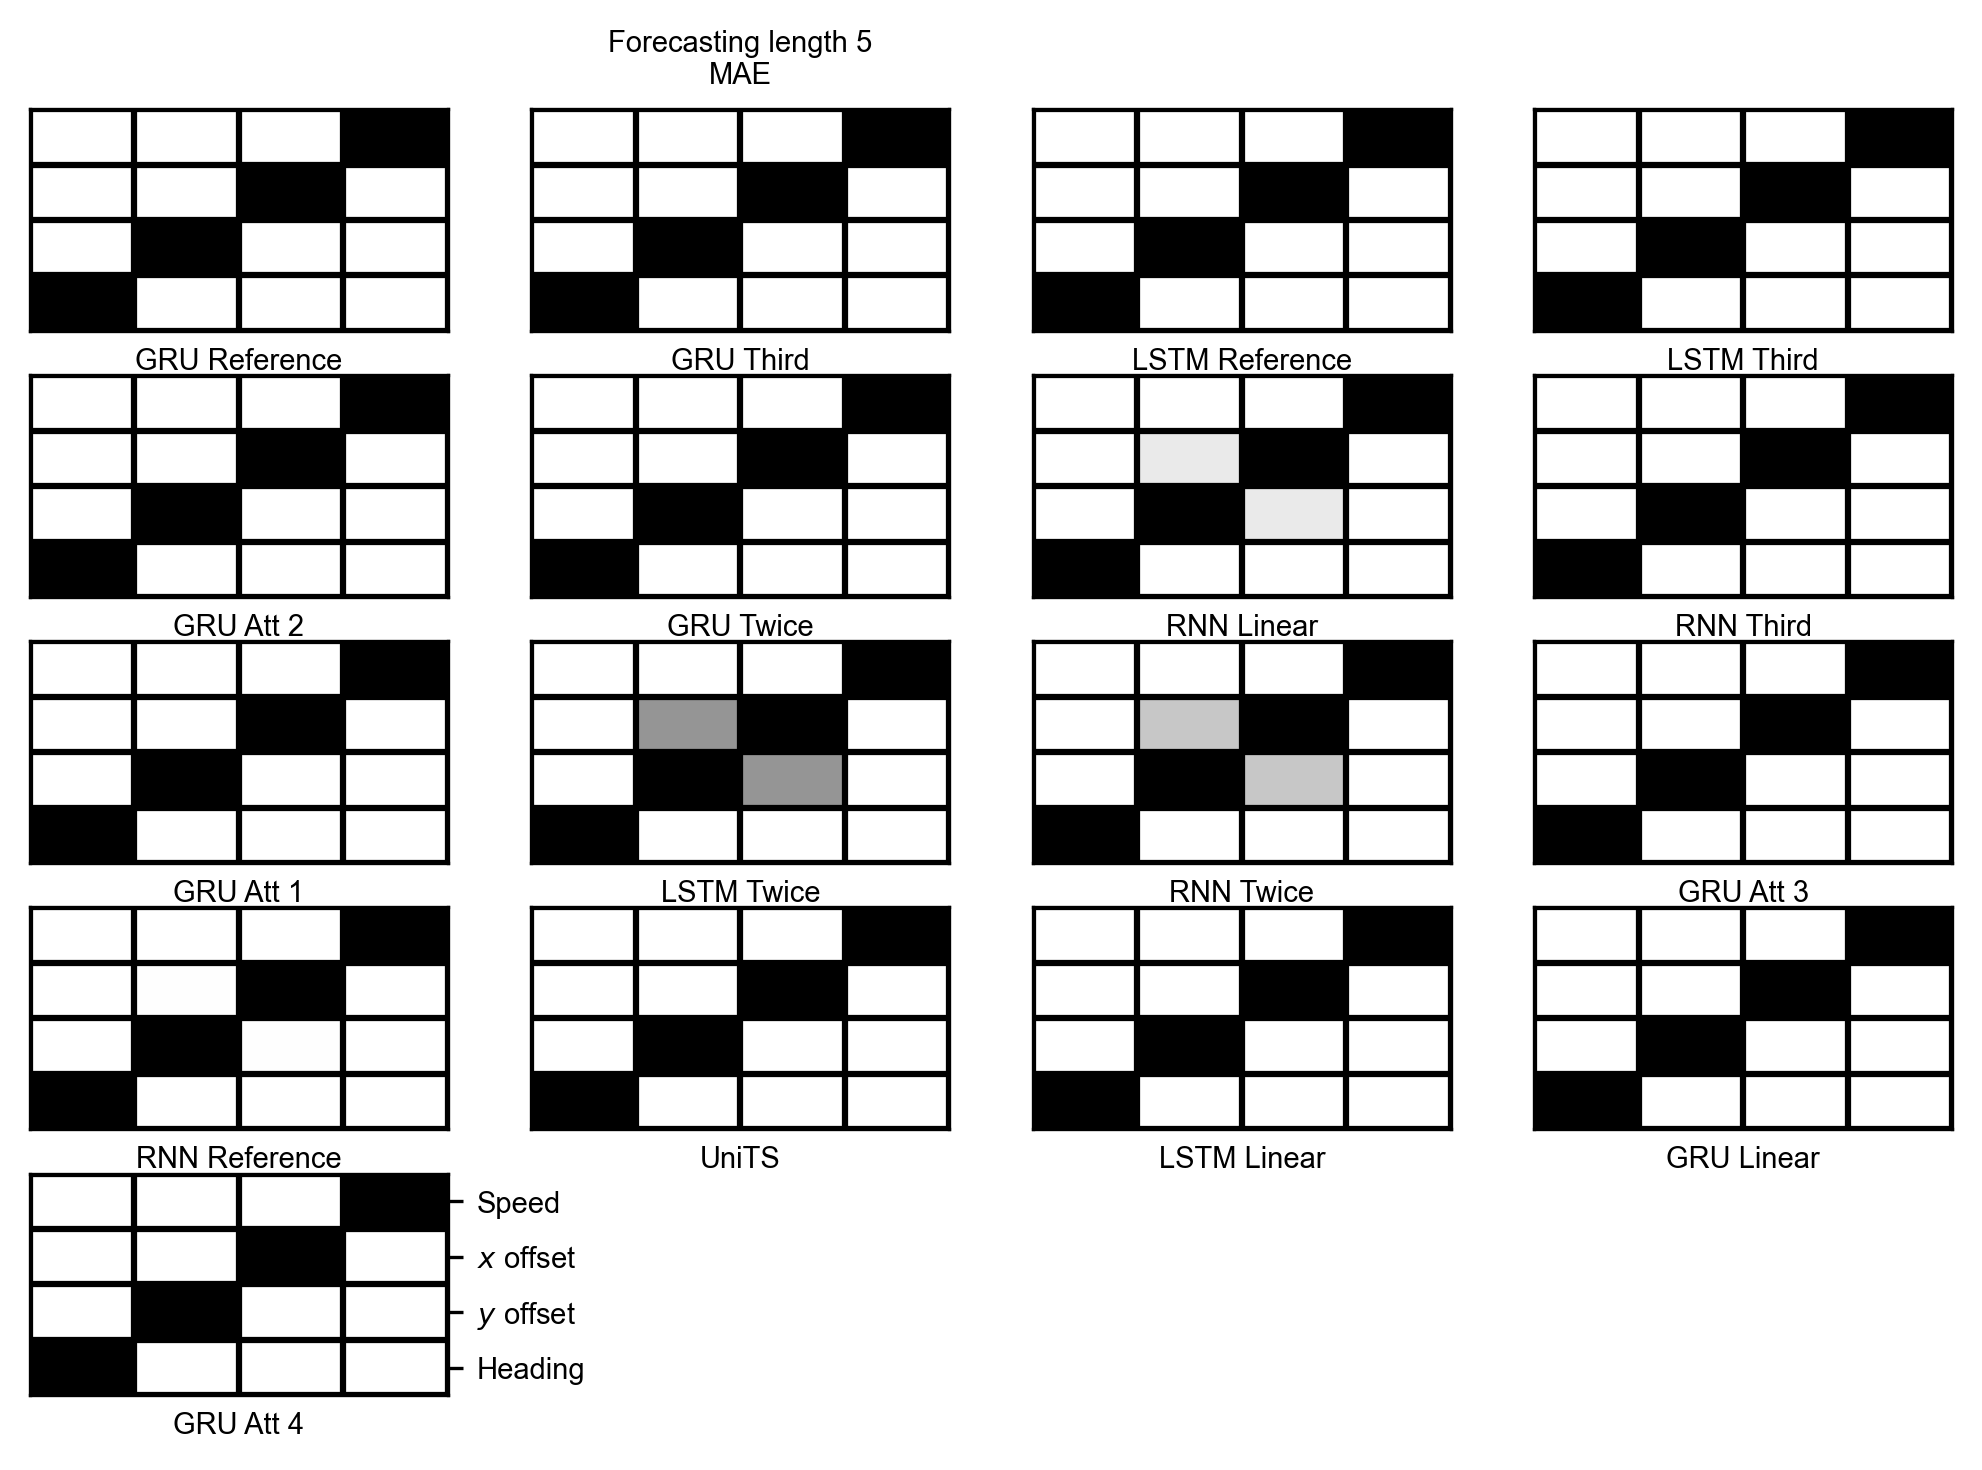 Forecasting length 5
MAE
GRU Reference
GRU Third
LSTM Reference
LSTM Third
GRU Att 2
GRU Twice
RNN Linear
RNN Third
GRU Att 1
LSTM Twice
RNN Twice
GRU Att 3
RNN Reference
UniTS
LSTM Linear
GRU Linear
Speed
x offset
y offset
Heading
GRU Att 4